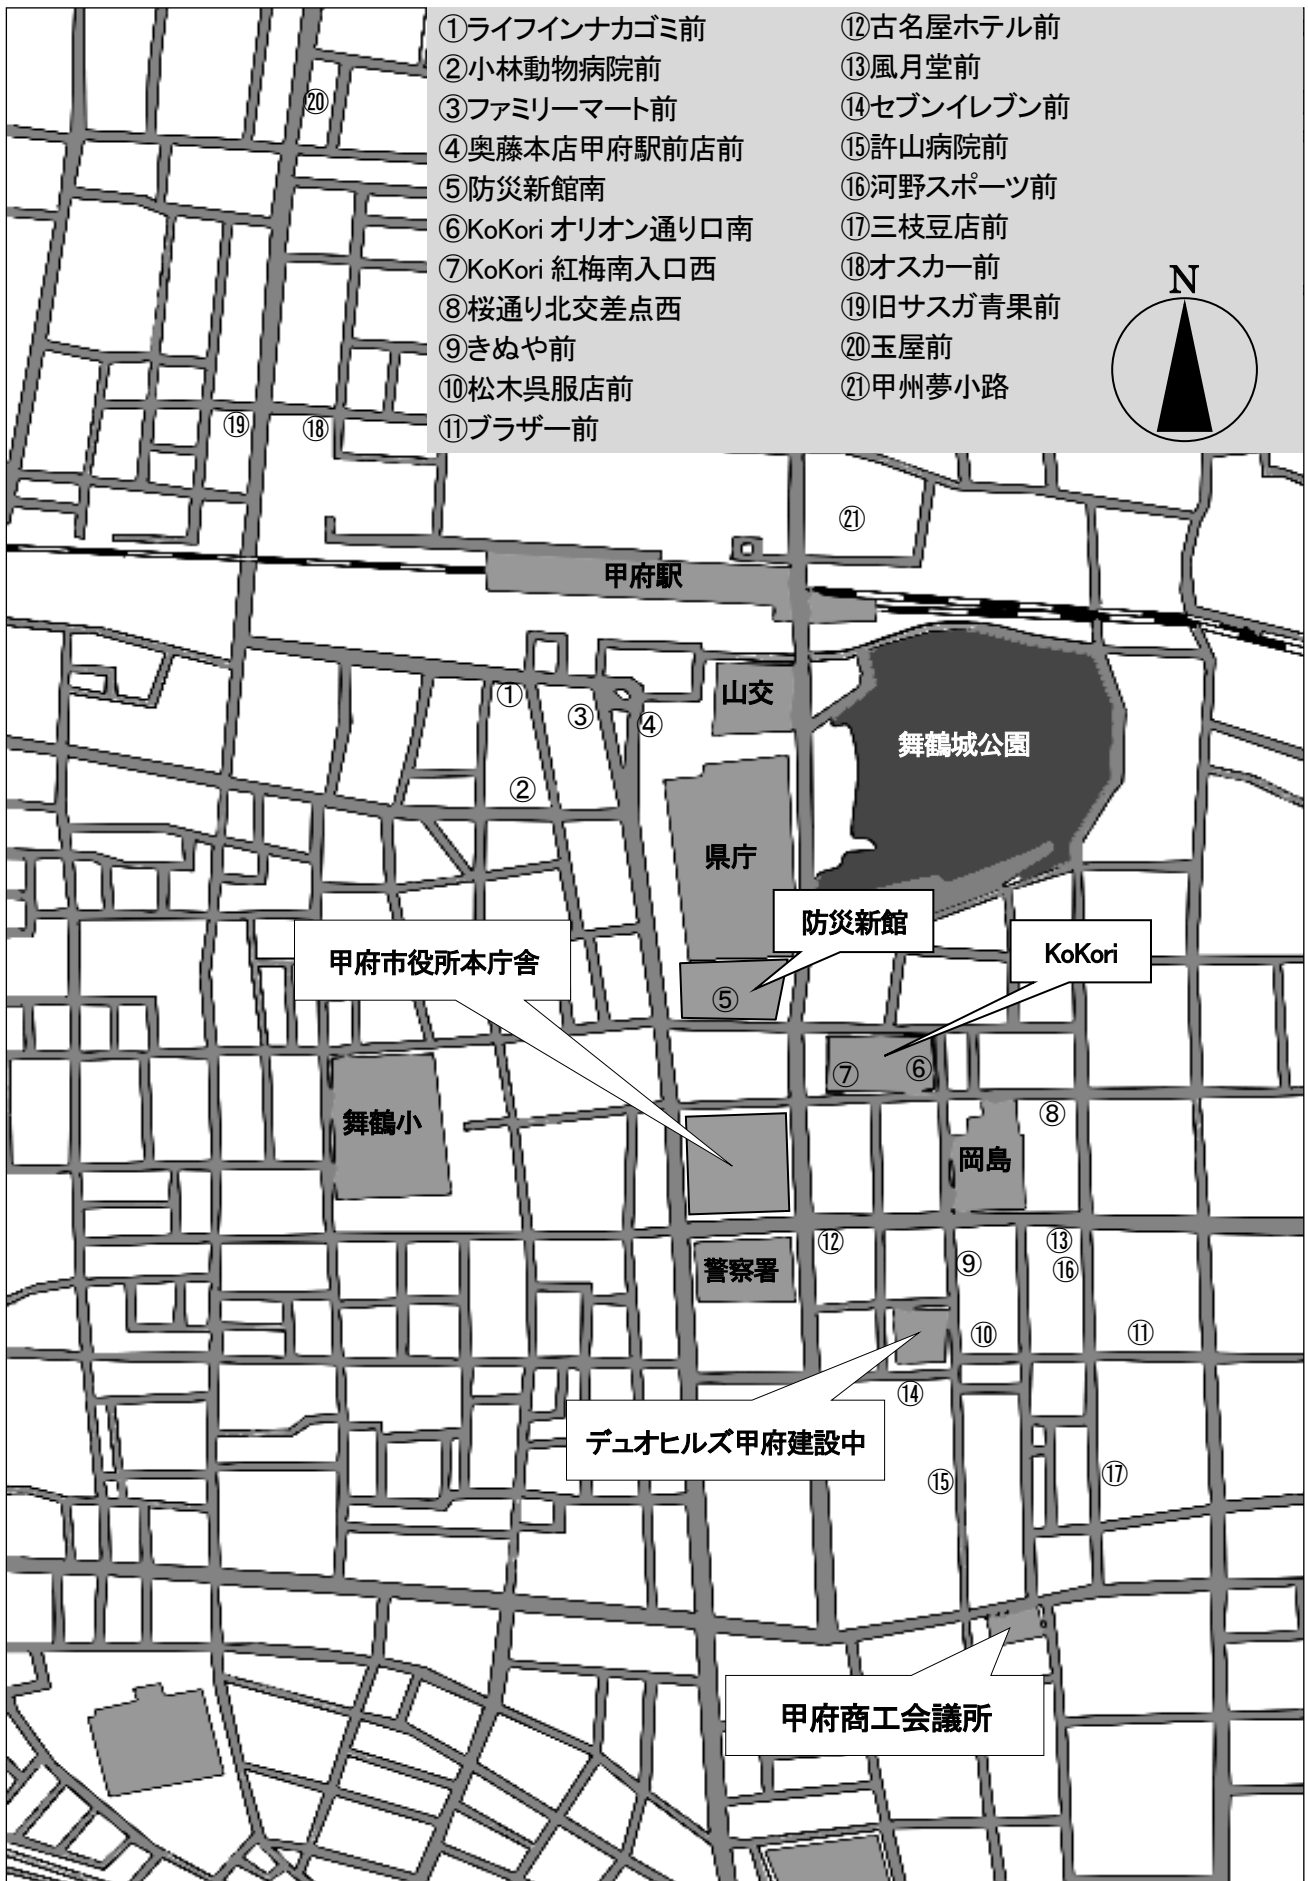 ①ライフインナカゴミ前
②小林動物病院前
③ファミリーマート前
④奥藤本店甲府駅前店前
⑤防災新館南
⑥KoKori オリオン通り口南
⑦KoKori 紅梅南入口西
⑧桜通り北交差点西
⑨きぬや前
⑩松木呉服店前
⑪ブラザー前
⑫古名屋ホテル前
⑬風月堂前
⑭セブンイレブン前
⑮許山病院前
⑯河野スポーツ前
⑰三枝豆店前
⑱オスカー前
⑲旧サスガ青果前
⑳玉屋前
㉑甲州夢小路
N
⑳
⑲
⑱
㉑
甲府駅
①
③
④
山交
舞鶴城公園
②
県庁
防災新館
KoKori
甲府市役所本庁舎
⑤
⑦
⑥
舞鶴小
⑧
岡島
⑫
⑬
警察署
⑨
⑯
⑩
⑪
⑭
デュオヒルズ甲府建設中
⑮
⑰
甲府商工会議所